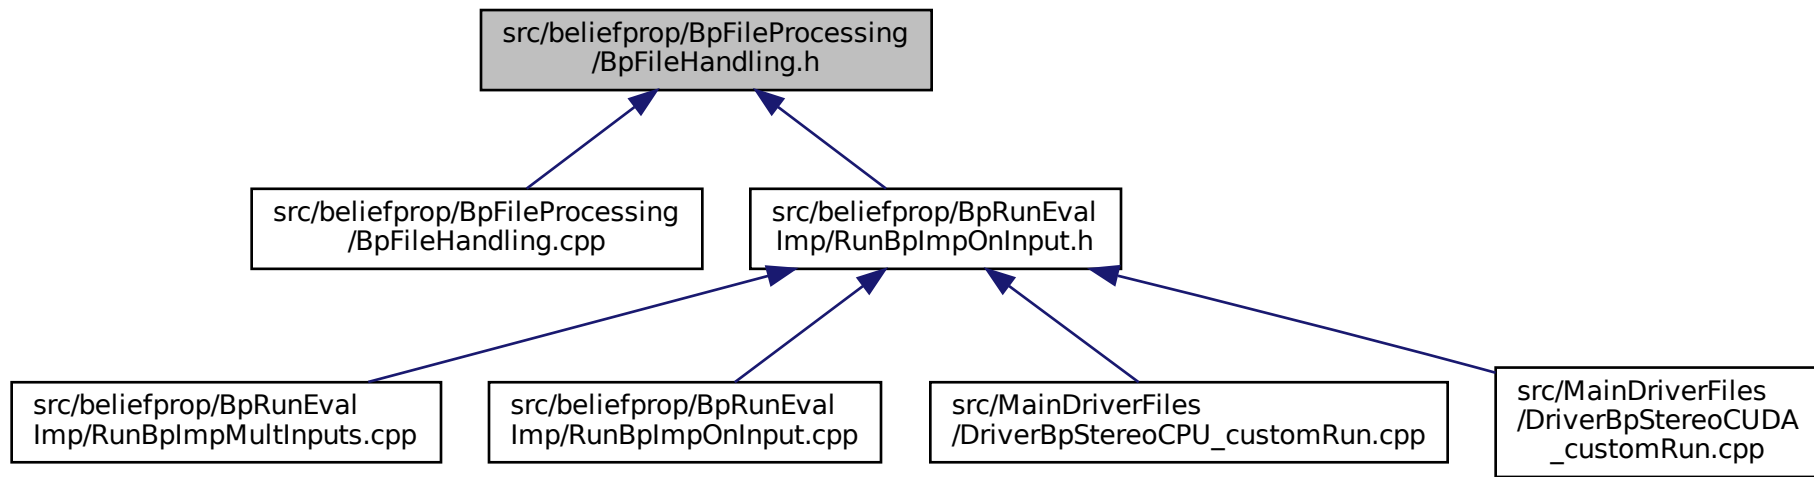 src/beliefprop/BpFileProcessing
/BpFileHandling.h
src/beliefprop/BpFileProcessing
/BpFileHandling.cpp
src/beliefprop/BpRunEval
Imp/RunBpImpOnInput.h
src/beliefprop/BpRunEval
Imp/RunBpImpMultInputs.cpp
src/beliefprop/BpRunEval
Imp/RunBpImpOnInput.cpp
src/MainDriverFiles
/DriverBpStereoCPU_customRun.cpp
src/MainDriverFiles
/DriverBpStereoCUDA
_customRun.cpp